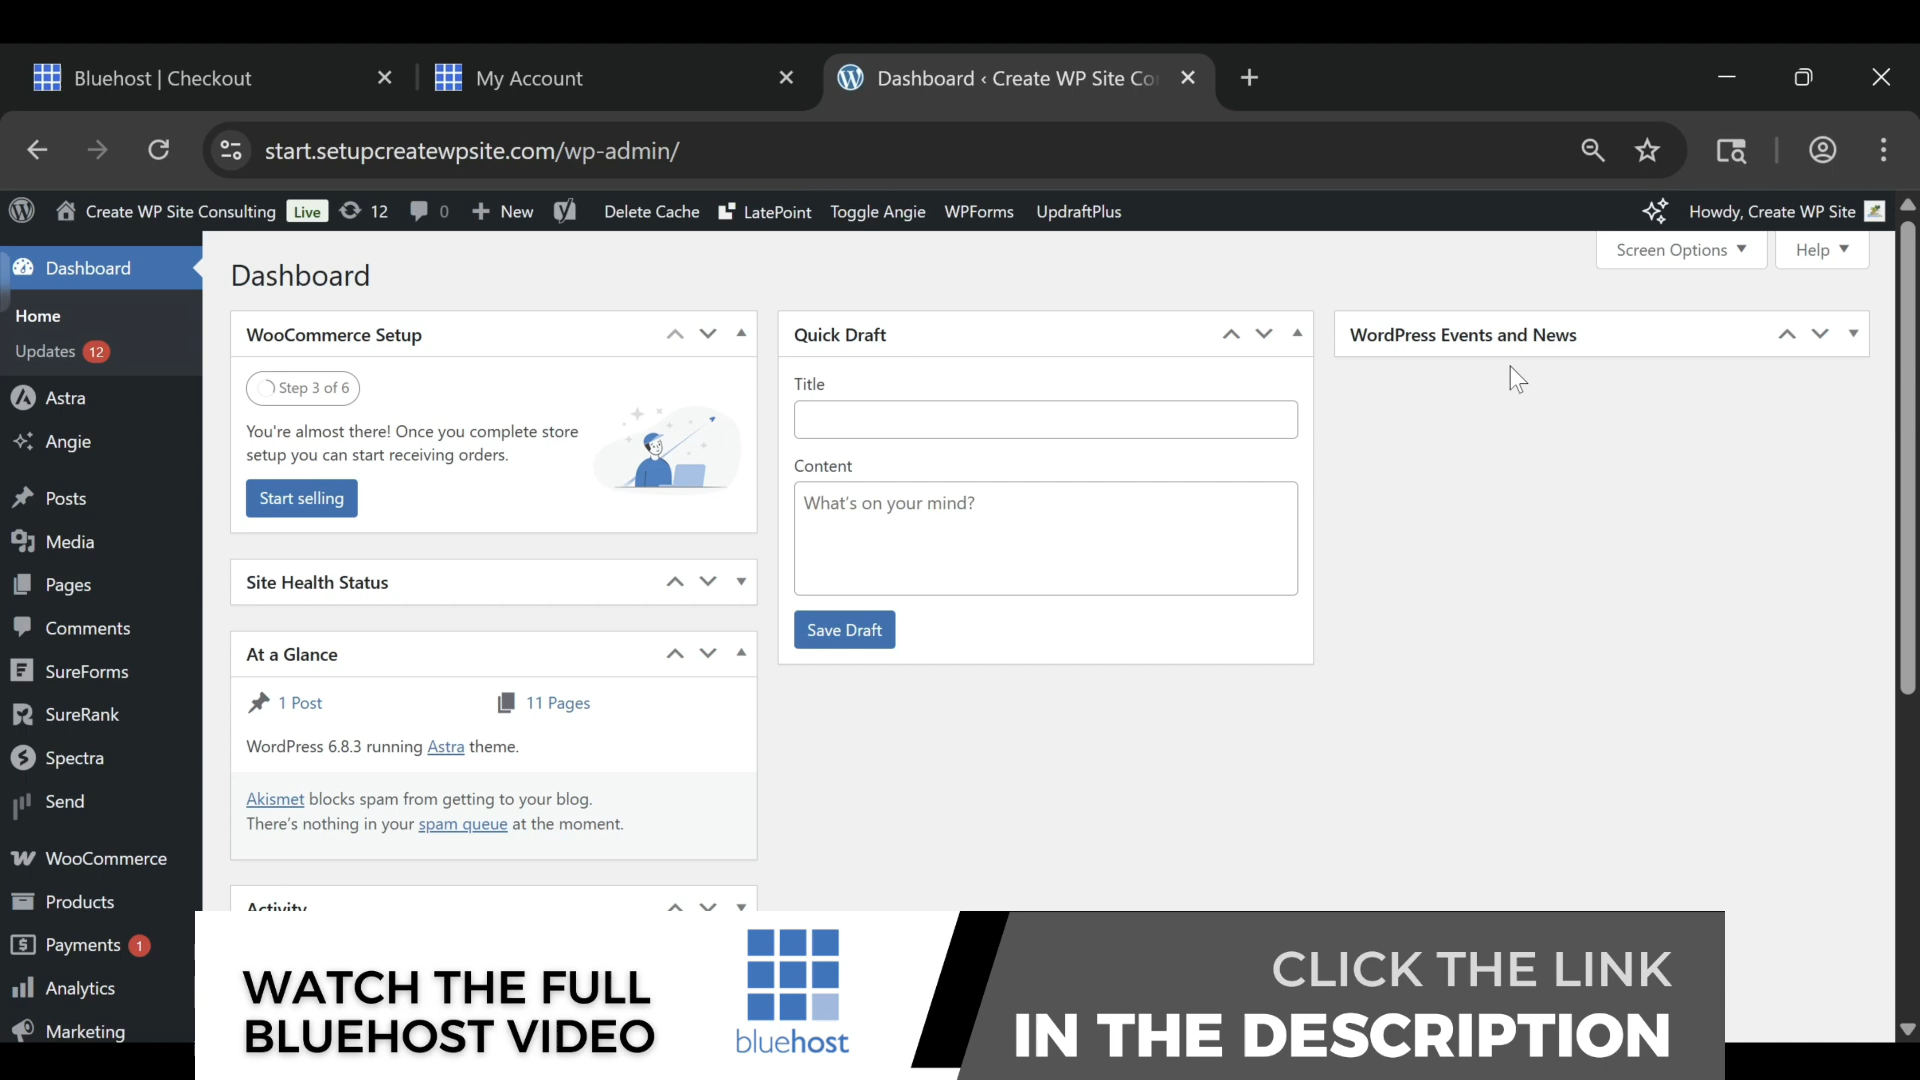 Bluehost | Checkout
My Account
Dashboard ‹ Create WP Site Co
start.setupcreatewpsite.com/wp-admin/
Create WP Site Consulting
Live
12
0
New
Delete Cache
LatePoint
Toggle Angie
WPForms
UpdraftPlus
Howdy, Create WP Site
Dashboard
Home
Updates 12
Astra
Angie
Posts
Media
Pages
Comments
SureForms
SureRank
Spectra
Send
WooCommerce
Products
Payments 1
Analytics
Marketing
Screen Options
Help
Dashboard
WooCommerce Setup
Step 3 of 6
You're almost there! Once you complete store
setup you can start receiving orders.
Start selling
Site Health Status
At a Glance
1 Post
11 Pages
WordPress 6.8.3 running Astra theme.
Akismet blocks spam from getting to your blog.
There's nothing in your spam queue at the moment.
Activity
Quick Draft
Title
Content
What's on your mind?
Save Draft
WordPress Events and News
WATCH THE FULL
BLUEHOST VIDEO
bluehost
CLICK THE LINK
IN THE DESCRIPTION